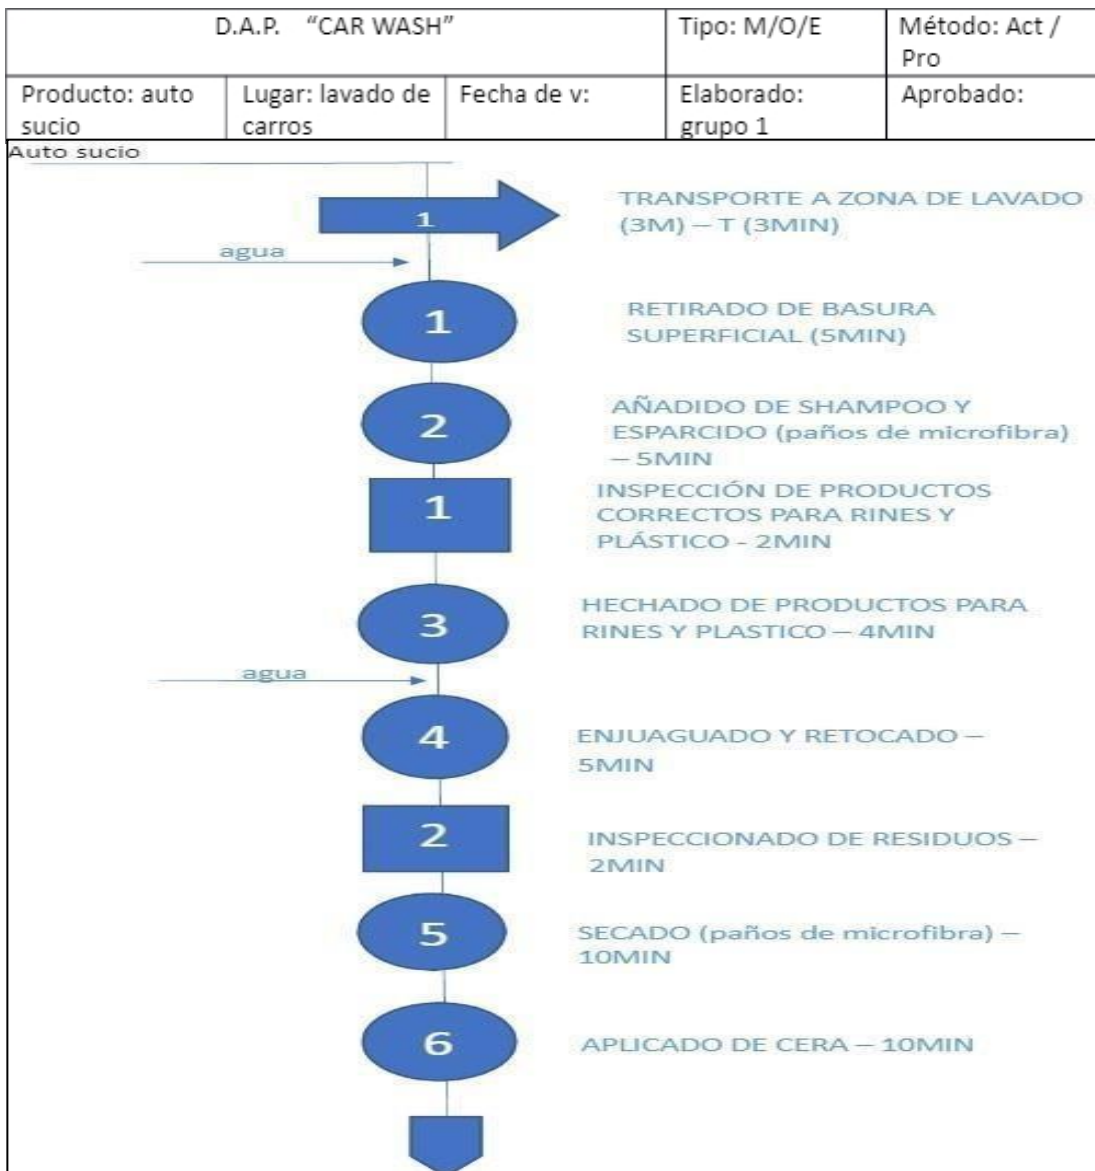 D.A.P. “CAR WASH”
Tipo: M/O/E
Método: Act /
Pro
Producto: auto
sucio
Lugar: lavado de
carros
Fecha de v:
Elaborado:
grupo 1
Aprobado:
Auto sucio
1
TRANSPORTE A ZONA DE LAVADO
(3M) – T (3MIN)
agua
1
RETIRADO DE BASURA
SUPERFICIAL (5MIN)
2
AÑADIDO DE SHAMPOO Y
ESPARCIDO (paños de microfibra)
– 5MIN
1
INSPECCIÓN DE PRODUCTOS
CORRECTOS PARA RINES Y
PLÁSTICO - 2MIN
3
HECHADO DE PRODUCTOS PARA
RINES Y PLASTICO – 4MIN
agua
4
ENJUAGUADO Y RETOCADO –
5MIN
2
INSPECCIONADO DE RESIDUOS –
2MIN
5
SECADO (paños de microfibra) –
10MIN
6
APLICADO DE CERA – 10MIN